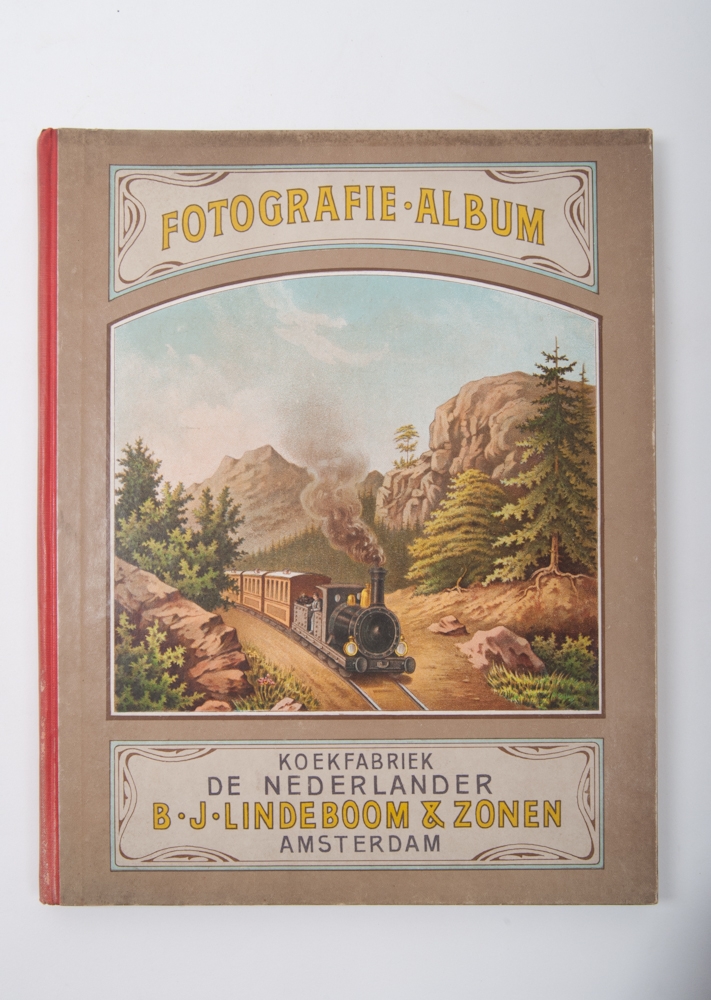 FOTOGRAFIE·ALBUM
KOEKFABRIEK
DE NEDERLANDER
B·J·LINDEBOOM & ZONEN
AMSTERDAM